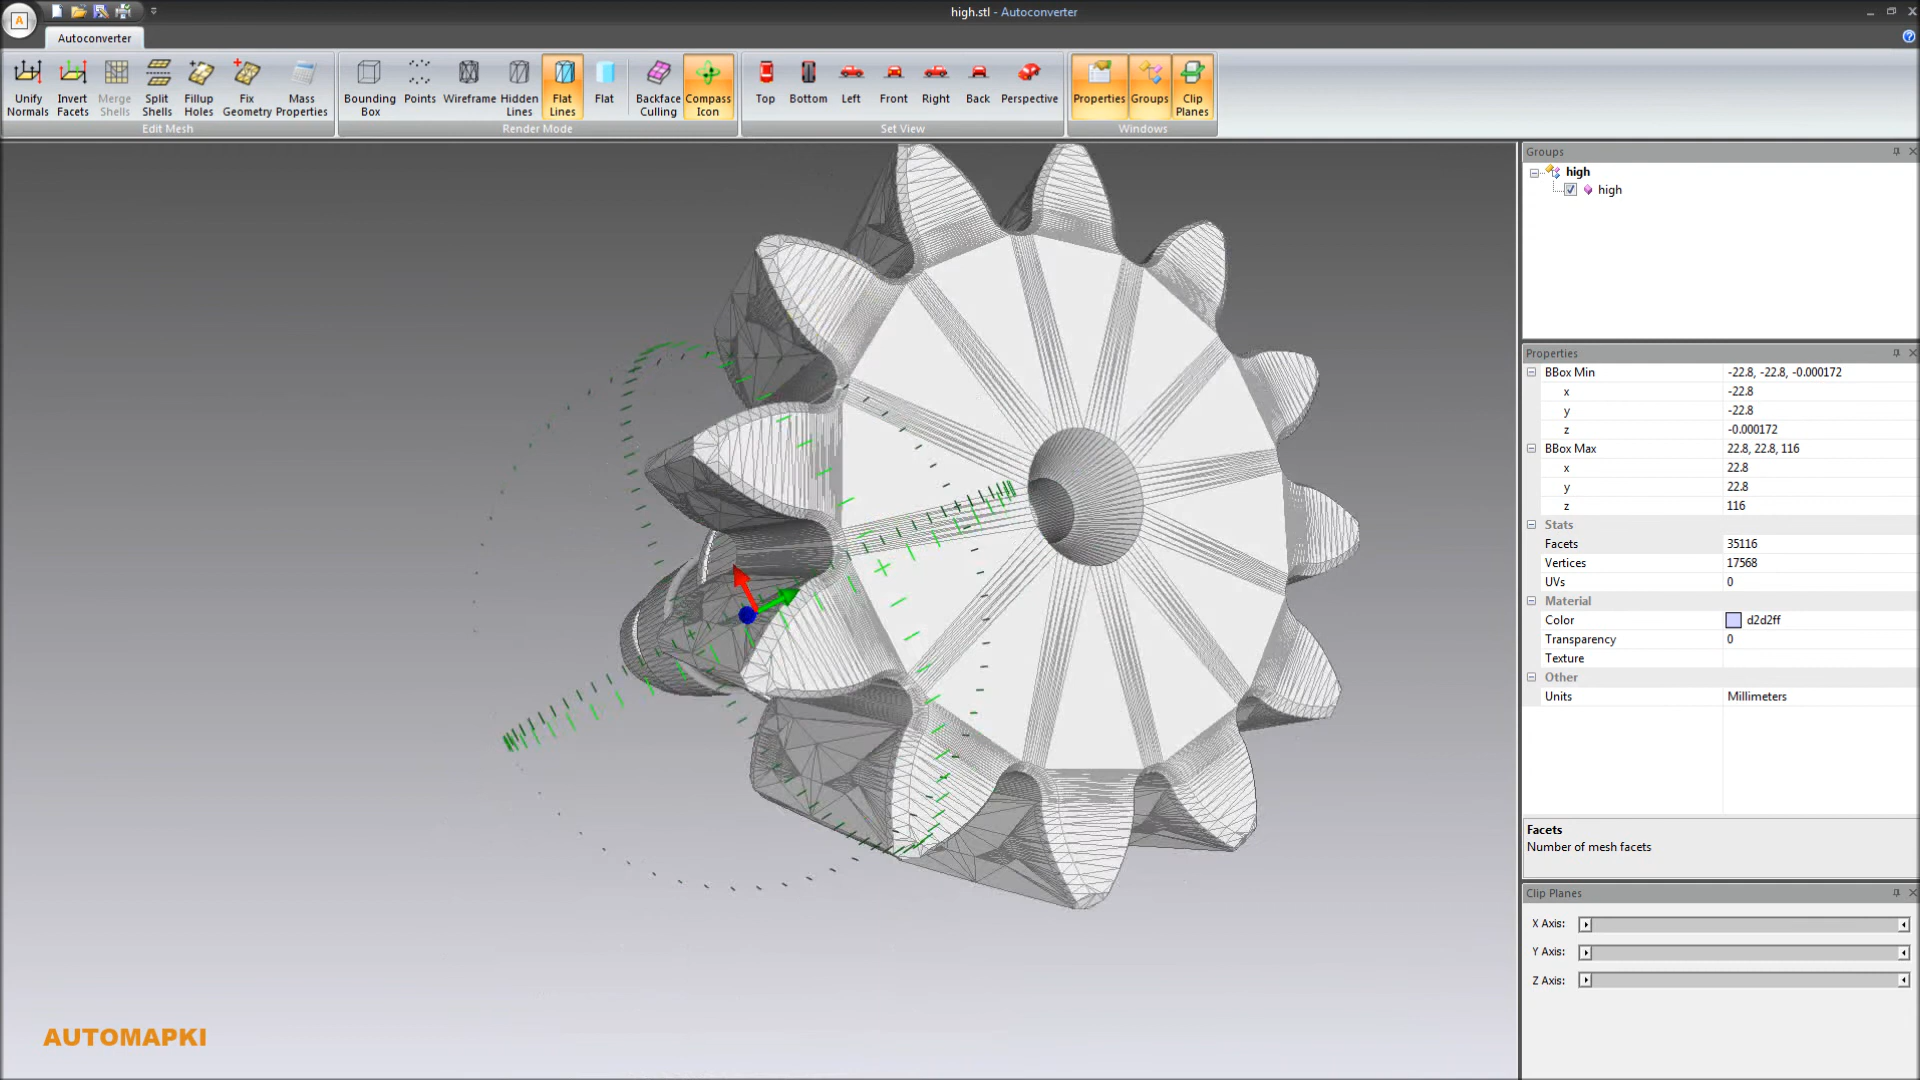 A
high.stl - Autoconverter
Autoconverter
Unify Normals
Invert Facets
Merge Shells
Split Shells
Fillup Holes
Fix Geometry
Mass Properties
Edit Mesh
Bounding Box
Points
Wireframe
Hidden Lines
Flat Lines
Flat
Backface Culling
Compass Icon
Render Mode
Top
Bottom
Left
Front
Right
Back
Perspective
Set View
Properties
Groups
Clip Planes
Windows
Groups
high
high
Properties
BBox Min -22.8, -22.8, -0.000172
x -22.8
y -22.8
z -0.000172
BBox Max 22.8, 22.8, 116
x 22.8
y 22.8
z 116
Stats
Facets 35116
Vertices 17568
UVs 0
Material
Color d2d2ff
Transparency 0
Texture
Other
Units Millimeters
Facets
Number of mesh facets
Clip Planes
X Axis:
Y Axis:
Z Axis:
AUTOMAPKI